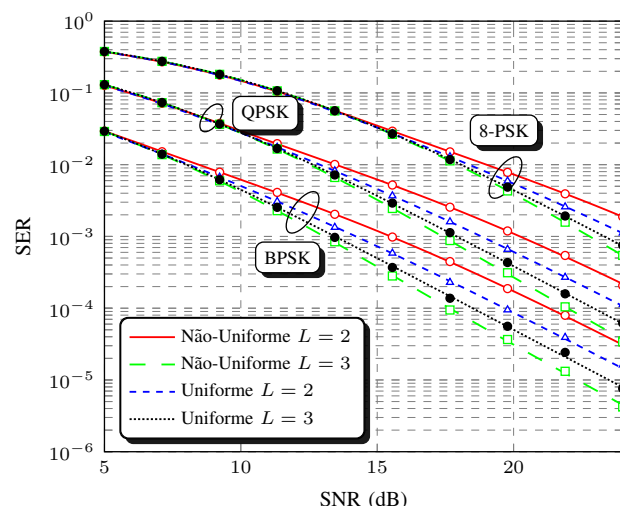 10^0
10^{-1}
10^{-2}
10^{-3}
10^{-4}
10^{-5}
10^{-6}
SER
QPSK
8-PSK
BPSK
Não-Uniforme L = 2
Não-Uniforme L = 3
Uniforme L = 2
Uniforme L = 3
5 10 15 20
SNR (dB)